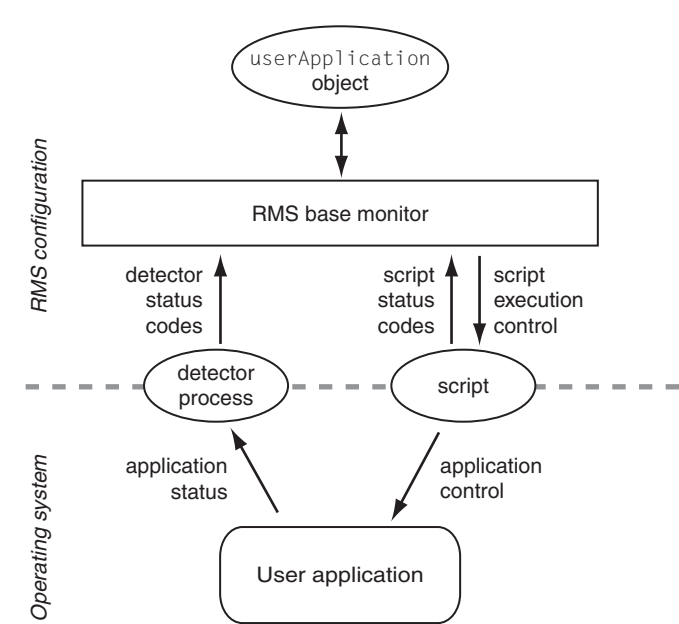 userApplication
object
RMS configuration
RMS base monitor
detector
status
codes
script
status
codes
script
execution
control
detector
process
script
Operating system
application
status
application
control
User application